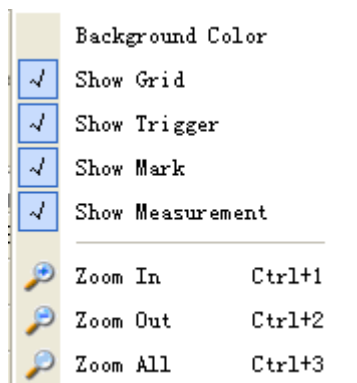 Background Color
Show Grid
Show Trigger
Show Mark
Show Measurement
Zoom In Ctrl+1
Zoom Out Ctrl+2
Zoom All Ctrl+3